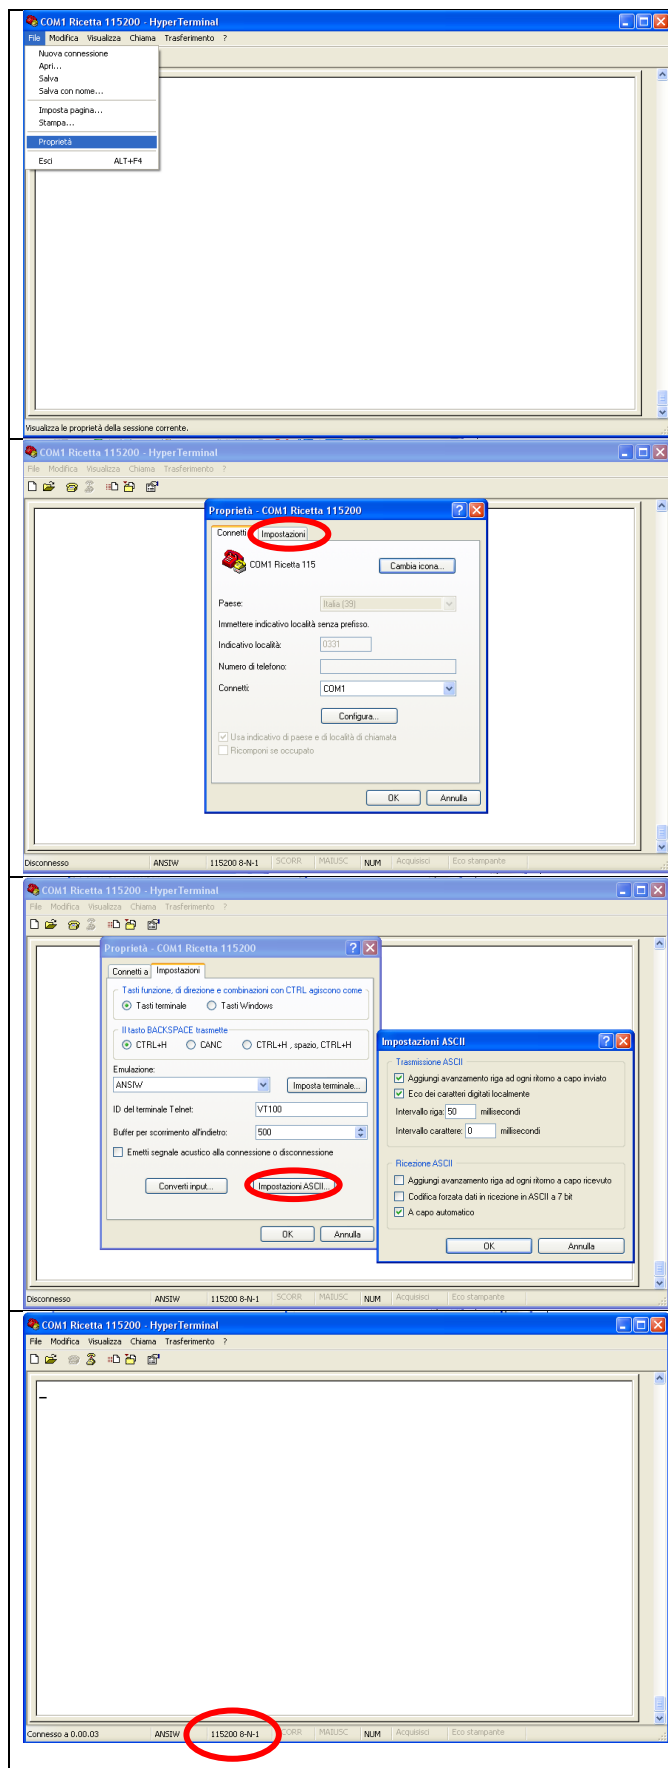 COM1 Ricetta 115200 - HyperTerminal
File Modifica Visualizza Chiama Trasferimento ?
Nuova connessione
Apri...
Salva
Salva con nome...
Imposta pagina...
Stampa...
Proprietà
Esci ALT+F4
Visualizza le proprietà della sessione corrente.
COM1 Ricetta 115200 - HyperTerminal
File Modifica Visualizza Chiama Trasferimento ?
Proprietà - COM1 Ricetta 115200
Connetti Impostazioni
COM1 Ricetta 115
Cambia icona...
Paese: Italia (39)
Immettere indicativo località senza prefisso.
Indicativo località: 0331
Numero di telefono:
Connetti: COM1
Configura...
Usa indicativo di paese e di località di chiamata
Ricomponi se occupato
OK Annulla
Disconnesso ANSIW 115200 8-N-1 SCORR MAIUSC NUM Acquisisci Eco stampante
COM1 Ricetta 115200 - HyperTerminal
File Modifica Visualizza Chiama Trasferimento ?
Proprietà - COM1 Ricetta 115200
Connetti a Impostazioni
Tasti funzione, di direzione e combinazioni con CTRL agiscono come
Tasti terminale Tasti Windows
Il tasto BACKSPACE trasmette
CTRL+H CANC CTRL+H , spazio, CTRL+H
Emulazione:
ANSIW Imposta terminale...
ID del terminale Telnet: VT100
Buffer per scorrimento all'indietro: 500
Emetti segnale acustico alla connessione o disconnessione
Converti input... Impostazioni ASCII...
OK Annulla
Impostazioni ASCII
Trasmissione ASCII
Aggiungi avanzamento riga ad ogni ritorno a capo inviato
Eco dei caratteri digitati localmente
Intervallo riga: 50 millisecondi
Intervallo carattere: 0 millisecondi
Ricezione ASCII
Aggiungi avanzamento riga ad ogni ritorno a capo ricevuto
Codifica forzata dati in ricezione in ASCII a 7 bit
A capo automatico
OK Annulla
Disconnesso ANSIW 115200 8-N-1 SCORR MAIUSC NUM Acquisisci Eco stampante
COM1 Ricetta 115200 - HyperTerminal
File Modifica Visualizza Chiama Trasferimento ?
Connesso a 0.00.03 ANSIW 115200 8-N-1 CORR MAIUSC NUM Acquisisci Eco stampante